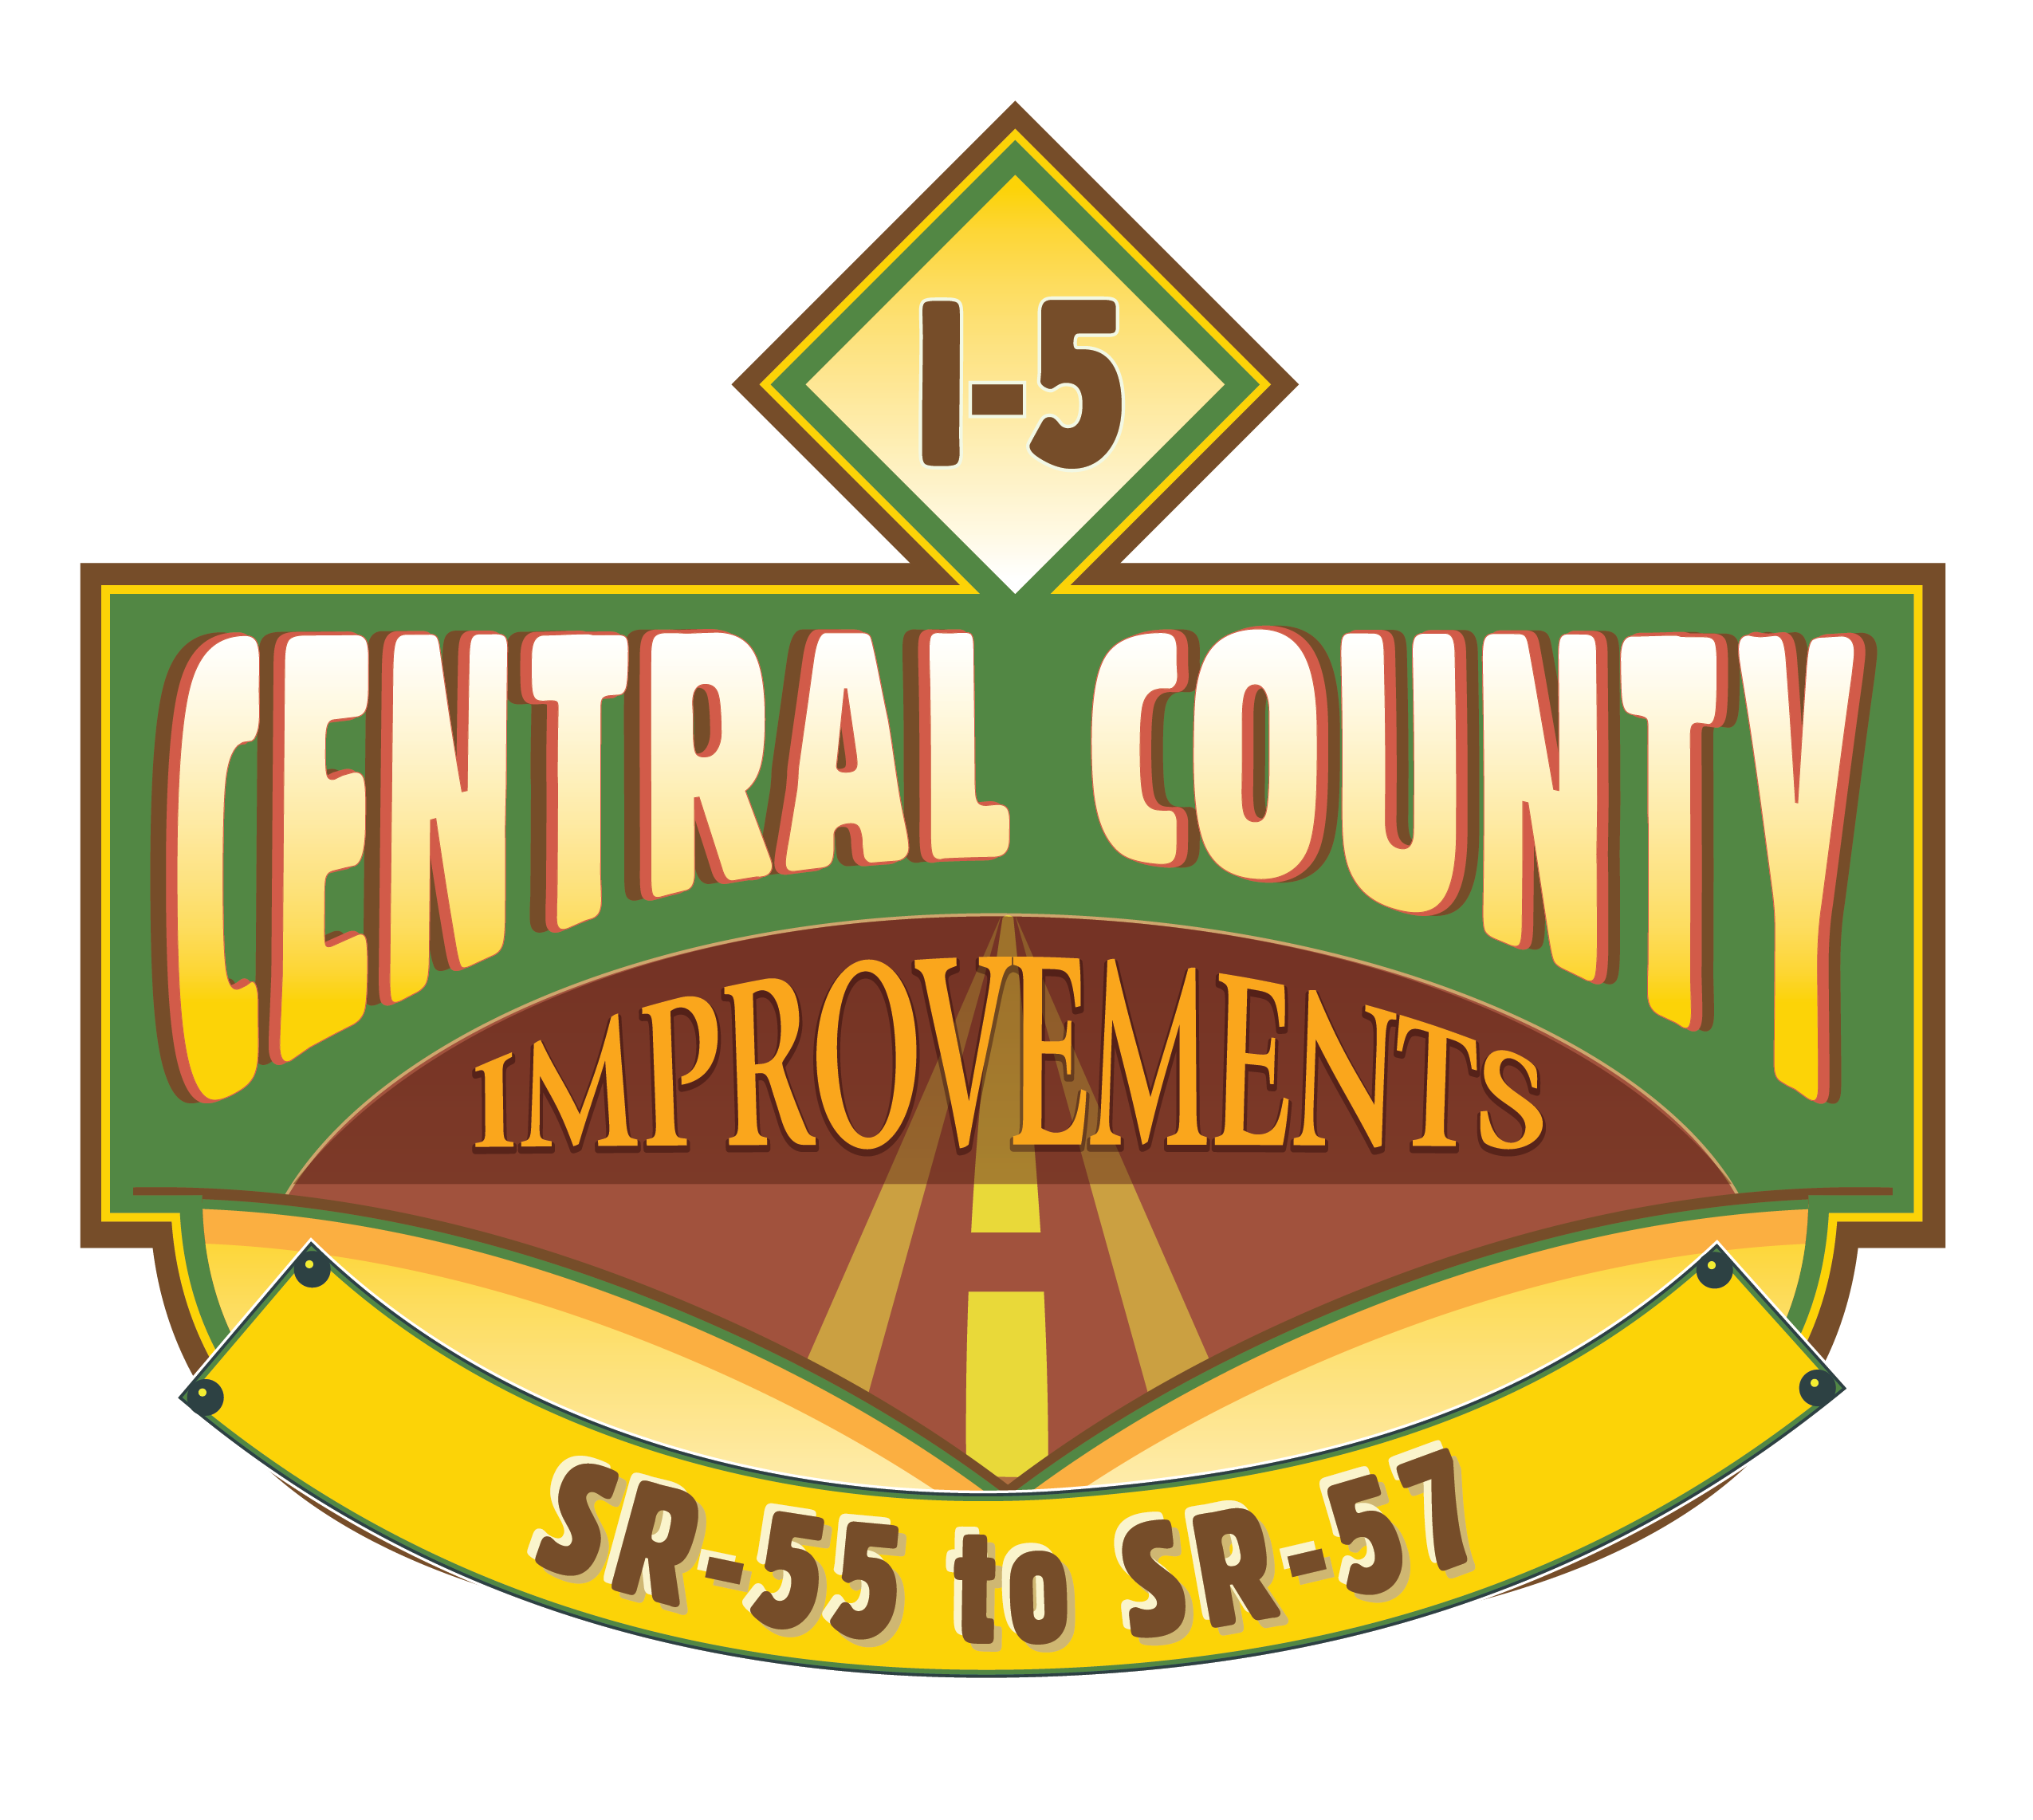 I-5
CENTRAL COUNTY
IMPROVEMENTS
SR-55 to SR-57